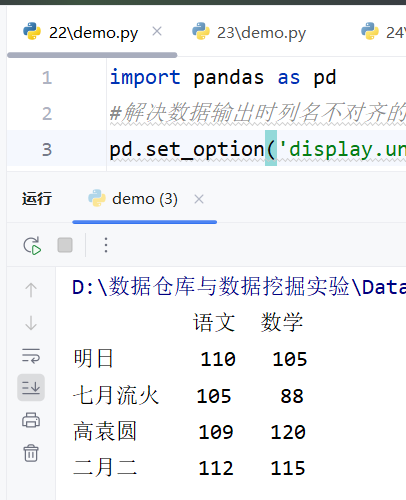 22\demo.py 23\demo.py 24\
1 import pandas as pd
2 #解决数据输出时列名不对齐的
3 pd.set_option('display.un
运行 demo (3)
D:\数据仓库与数据挖掘实验\Data
语文 数学
明日 110 105
七月流火 105 88
高袁圆 109 120
二月二 112 115